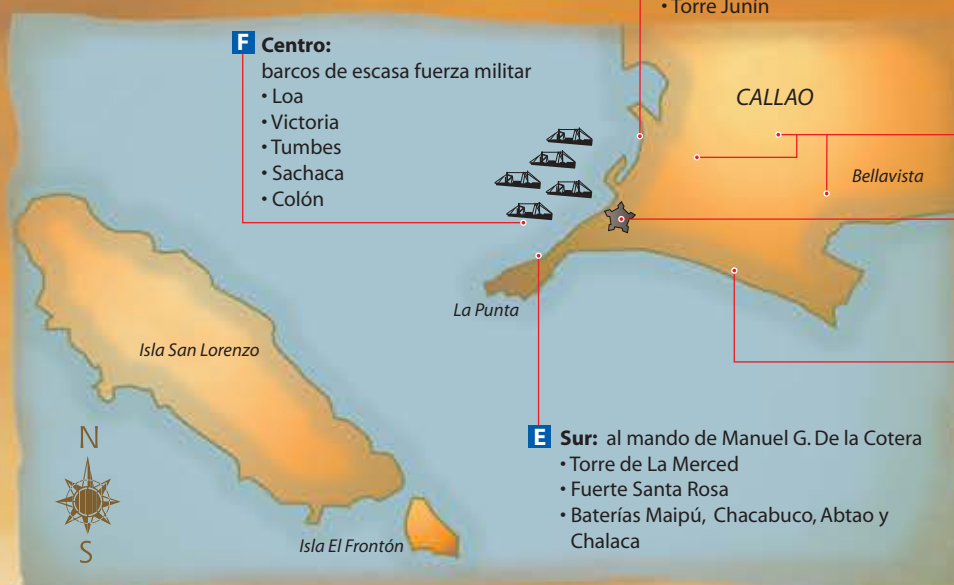 • Torre Junín
F Centro:
barcos de escasa fuerza militar
• Loa
• Victoria
• Tumbes
• Sachaca
• Colón
CALLAO
Bellavista
La Punta
Isla San Lorenzo
E Sur: al mando de Manuel G. De la Cotera
• Torre de La Merced
• Fuerte Santa Rosa
• Baterías Maipú, Chacabuco, Abtao y
Chalaca
N
S
Isla El Frontón